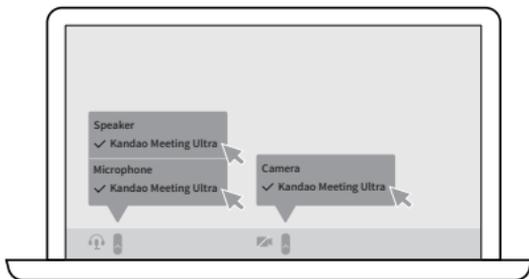 Speaker
✓ Kandao Meeting Ultra
Microphone
✓ Kandao Meeting Ultra
Camera
✓ Kandao Meeting Ultra